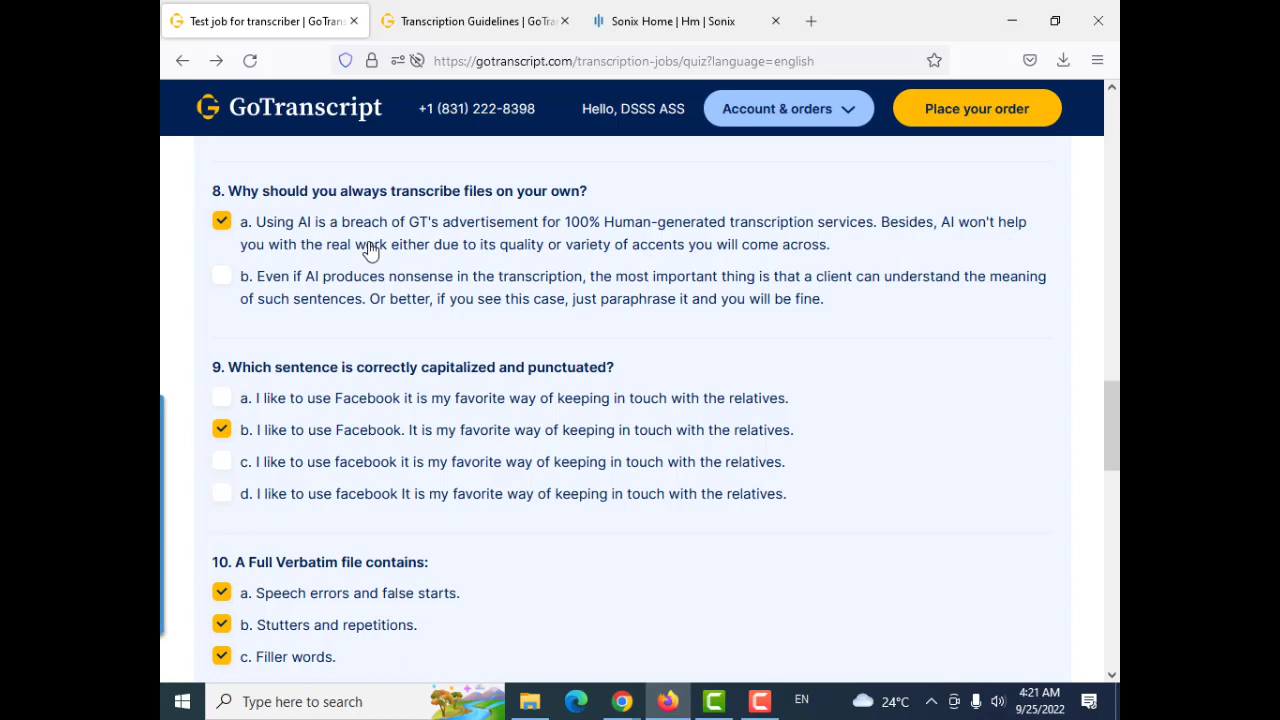 Test job for transcriber | GoTrans
Transcription Guidelines | GoTra
Sonix Home | Hm | Sonix
https://gotranscript.com/transcription-jobs/quiz?language=english
GoTranscript
+1 (831) 222-8398
Hello, DSSS ASS
Account & orders
Place your order
8. Why should you always transcribe files on your own?
a. Using AI is a breach of GT's advertisement for 100% Human-generated transcription services. Besides, AI won't help
you with the real work either due to its quality or variety of accents you will come across.
b. Even if AI produces nonsense in the transcription, the most important thing is that a client can understand the meaning
of such sentences. Or better, if you see this case, just paraphrase it and you will be fine.
9. Which sentence is correctly capitalized and punctuated?
a. I like to use Facebook it is my favorite way of keeping in touch with the relatives.
b. I like to use Facebook. It is my favorite way of keeping in touch with the relatives.
c. I like to use facebook it is my favorite way of keeping in touch with the relatives.
d. I like to use facebook It is my favorite way of keeping in touch with the relatives.
10. A Full Verbatim file contains:
a. Speech errors and false starts.
b. Stutters and repetitions.
c. Filler words.
Type here to search
EN
24°C
4:21 AM
9/25/2022